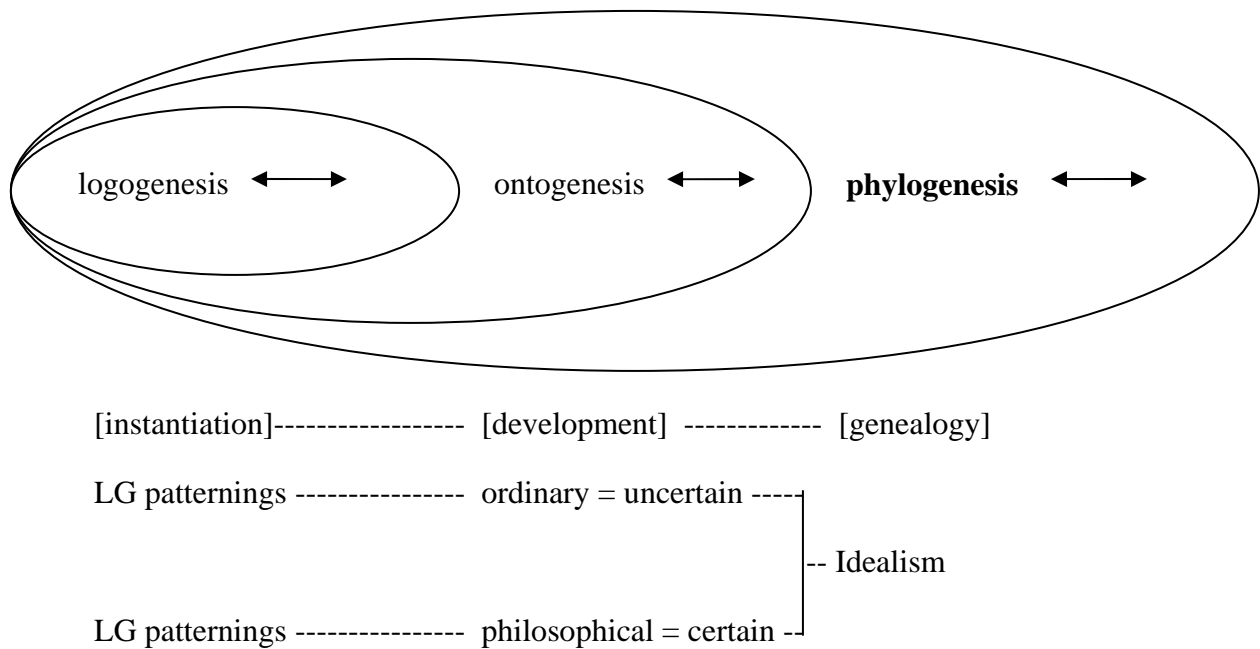 logogenesis ontogenesis phylogenesis
[instantiation]----------------- [development] ------------- [genealogy]
LG patternings ---------------- ordinary = uncertain -----
-- Idealism
LG patternings ---------------- philosophical = certain --